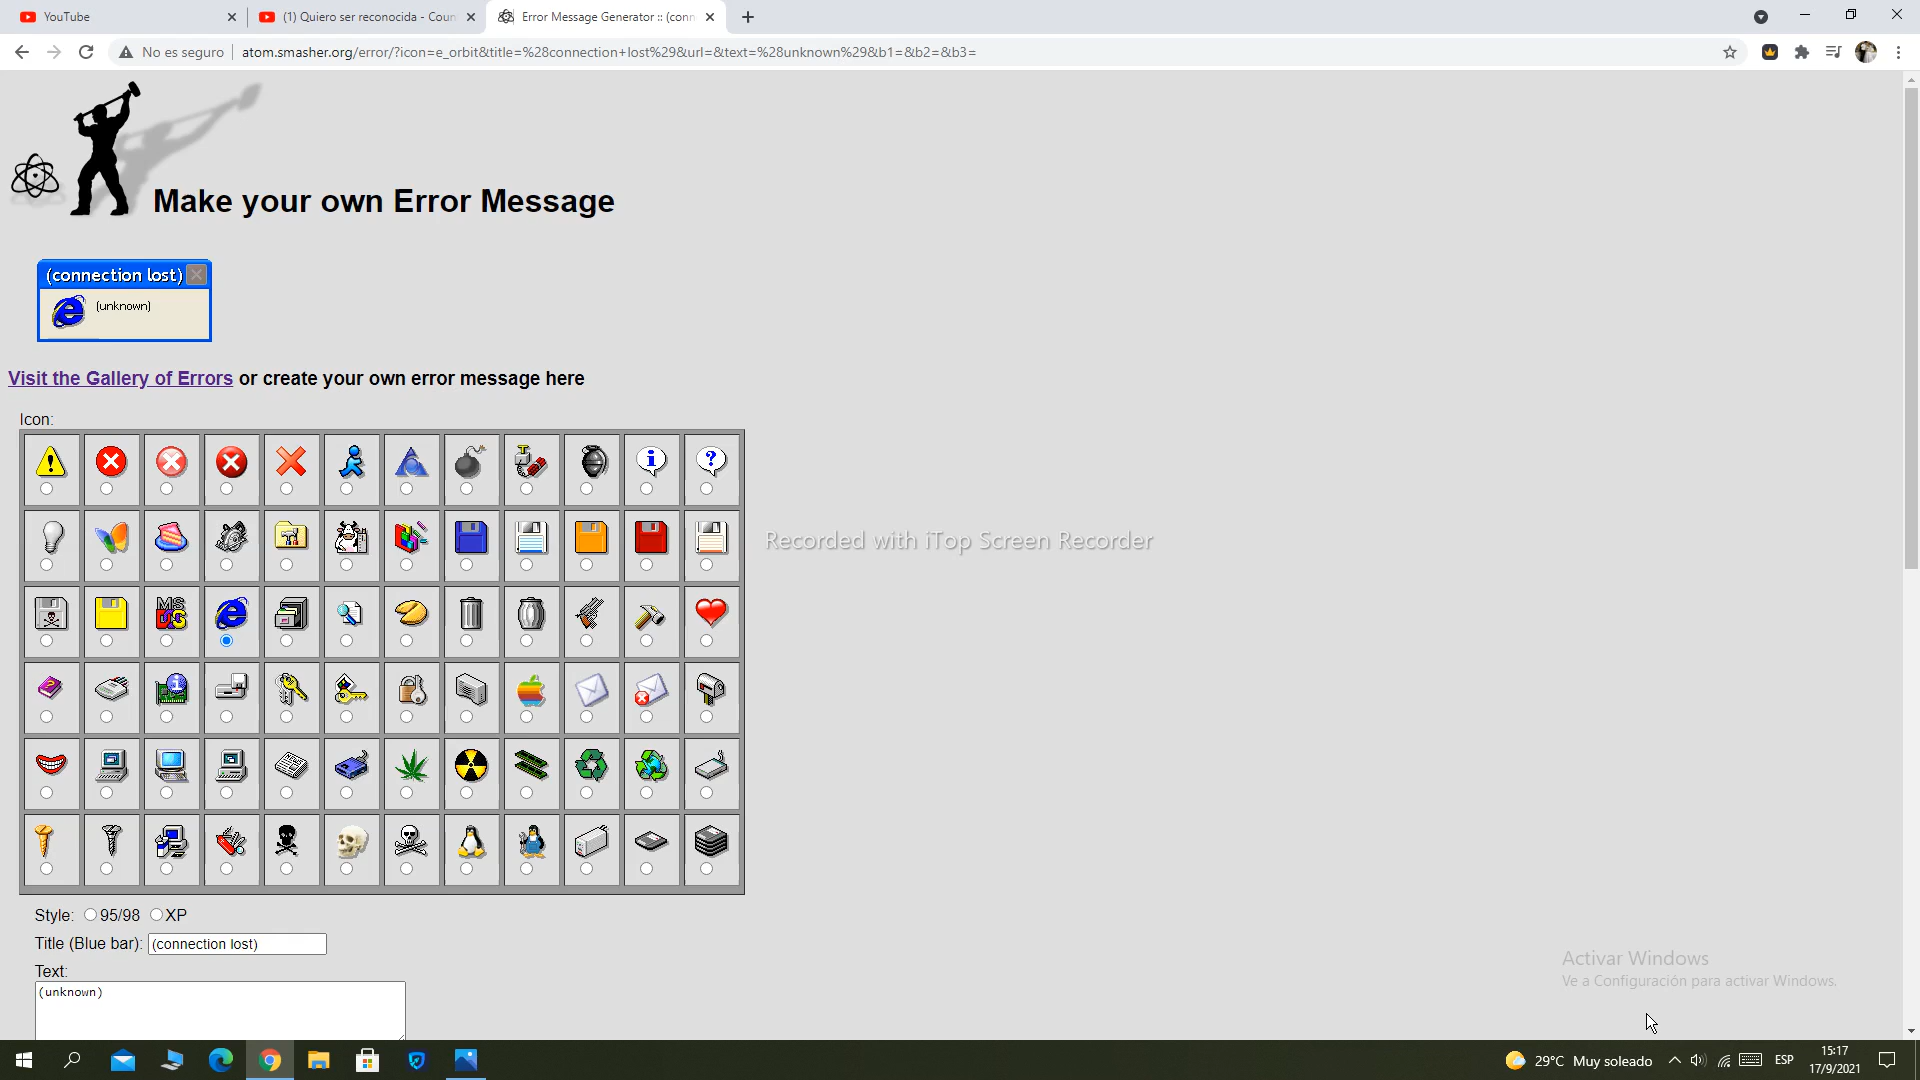 YouTube
(1) Quiero ser reconocida - Coun
Error Message Generator :: (conn
No es seguro
atom.smasher.org/error/?icon=e_orbit&title=%28connection+lost%29&url=&text=%28unknown%29&b1=&b2=&b3=
Make your own Error Message
(connection lost)
(unknown)
Visit the Gallery of Errors or create your own error message here
Icon:
Recorded with iTop Screen Recorder
Style: 95/98 XP
Title (Blue bar): (connection lost)
Text:
(unknown)
Activar Windows
Ve a Configuración para activar Windows.
29°C Muy soleado
ESP
15:17
17/9/2021